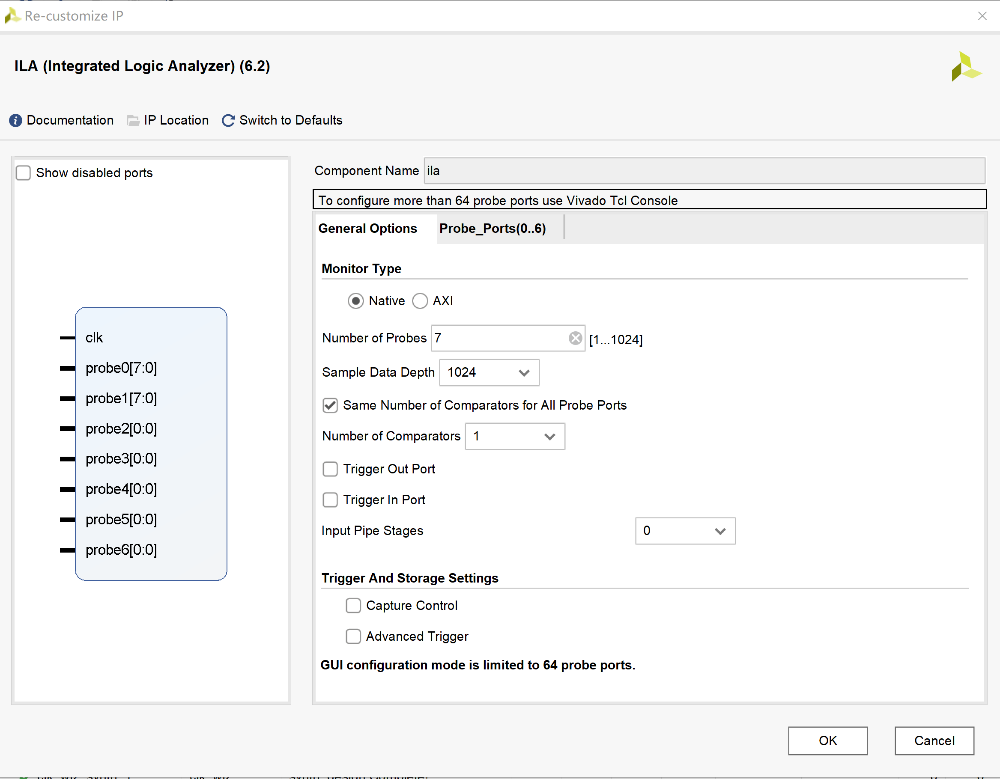 Re-customize IP
ILA (Integrated Logic Analyzer) (6.2)
Documentation IP Location Switch to Defaults
Show disabled ports
clk
probe0[7:0]
probe1[7:0]
probe2[0:0]
probe3[0:0]
probe4[0:0]
probe5[0:0]
probe6[0:0]
Component Name ila
To configure more than 64 probe ports use Vivado Tcl Console
General Options Probe_Ports(0..6)
Monitor Type
Native AXI
Number of Probes 7 [1...1024]
Sample Data Depth 1024
Same Number of Comparators for All Probe Ports
Number of Comparators 1
Trigger Out Port
Trigger In Port
Input Pipe Stages 0
Trigger And Storage Settings
Capture Control
Advanced Trigger
GUI configuration mode is limited to 64 probe ports.
OK Cancel